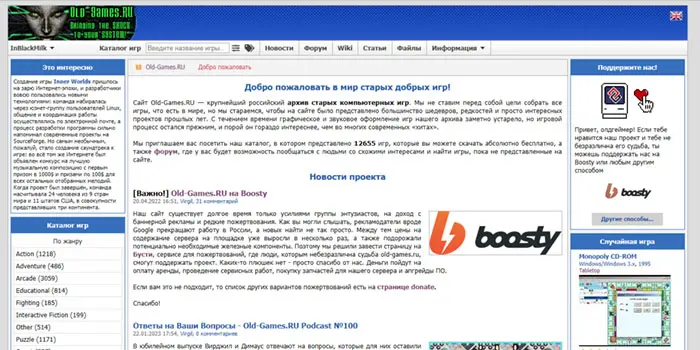 OLD-GAMES.RU
BRINGING THE SHOCK
TO YOUR SYSTEM!
InBlackMilk
Каталог игр
Введите название игры...
Новости
Форум
Wiki
Статьи
Файлы
Информация
Это интересно
Создание игры Inner Worlds пришлось
на зарю Интернет-эпохи, и разработчики
вовсю пользовались новыми
технологиями: команда набиралась
через юзнет-группу пользователей Linux,
общение и координация работы
осуществлялись по электронной почте, а
процесс разработки программы сильно
напоминал современные проекты на
SourceForge. Но самым необычным,
пожалуй, стало создание саундтрека к
игре: во всё том же Интернете был
объявлен конкурс на лучшую
музыкальную композицию с первым
призом в 1000$ и призами по 100$ для
всех остальных отобранных мелодий.
Когда проект был завершен, команда
насчитывала 24 человека из 9 стран
мира и 11 штатов США, в совокупности
представлявших три континента.
Каталог игр
По жанру
Action (1218)
Adventure (486)
Arcade (3059)
Educational (814)
Fighting (185)
Interactive Fiction (199)
Other (514)
Puzzle (1171)
Old-Games.RU
Добро пожаловать
Добро пожаловать в мир старых добрых игр!
Сайт Old-Games.RU — крупнейший российский архив старых компьютерных игр. Мы не ставим перед собой цели собрать все
игры, что есть в мире, но мы стараемся, чтобы на сайте было представлено большинство шедевров, редкостей и просто интересных
проектов прошлых лет. С течением времени графическое и звуковое оформление игр нашего архива заметно устарело, но игровой
процесс остался прежним, и порой он гораздо интереснее, чем во многих современных «хитах».
Мы приглашаем вас посетить наш каталог, в котором представлено 12655 игр, которые вы можете скачать абсолютно бесплатно, а
также форум, где у вас будет возможность пообщаться с людьми со схожими интересами и найти игры, пока не представленные на
сайте.
Новости проекта
[Важно!] Old-Games.RU на Boosty
20.04.2022 16:51, Virgil, 31 комментарий
Наш сайт существует долгое время только усилиями группы энтузиастов, на доход с
баннерной рекламы и редкие пожертвования. Как вы могли слышать, рекламодатели вроде
Google прекращают работу в России, а новых найти не так просто. Между тем цены на
содержание сервера на площадке уже выросли в несколько раз, а также подорожали
потенциально необходимые железные компоненты. Поэтому мы решили завести страницу на
Бусти, сервисе для пожертвований, где люди, которым небезразлична судьба old-games.ru,
смогут поддержать проект. Каких-то плюшек нет - просто спасибо от нас. Деньги пойдут на
оплату аренды, проведение сервисных работ, покупку запчастей для нашего сервера и апгрейды ПО.
Если вам это не подходит, то список других вариантов пожертвований есть на странице donate.
Спасибо!
boosty
Ответы на Ваши Вопросы - Old-Games.RU Podcast №100
22.01.2035 17:54, Virgil, 8 комментариев
В юбилейном выпуске Вирджил и Димаус отвечают на вопросы, которые для них оставили
Поддержите нас!
Привет, олдгеймер! Если тебе
нравится наш проект и тебе не
безразлична его судьба, ты
можешь поддержать нас на
Boosty или любым другим
способом
boosty
Другие способы...
Случайная игра
Monopoly CD-ROM
Windows/Windows 3.x, 1995
Tabletop